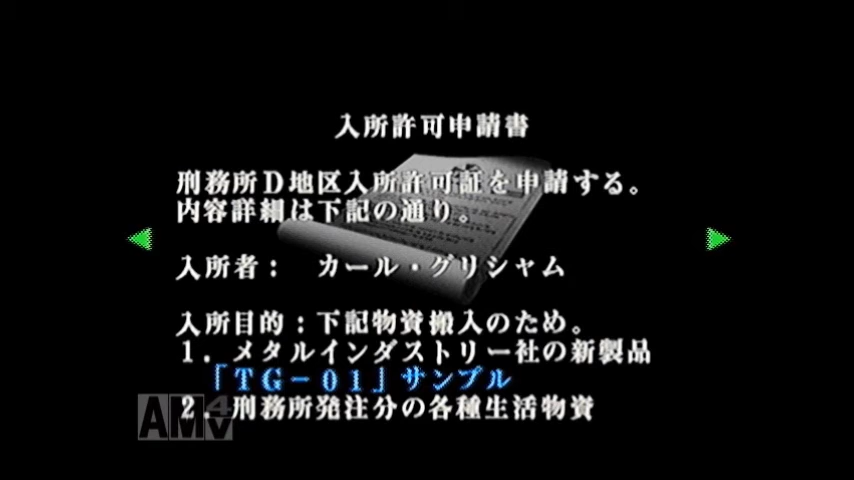 入所許可申請書
刑務所D地区入所許可証を申請する。
内容詳細は下記の通り。
入所者：　カール・グリシャム
入所目的：下記物資搬入のため。
1．メタルインダストリー社の新製品
「TG－01」サンプル
2．刑務所発注分の各種生活物資
AMV4